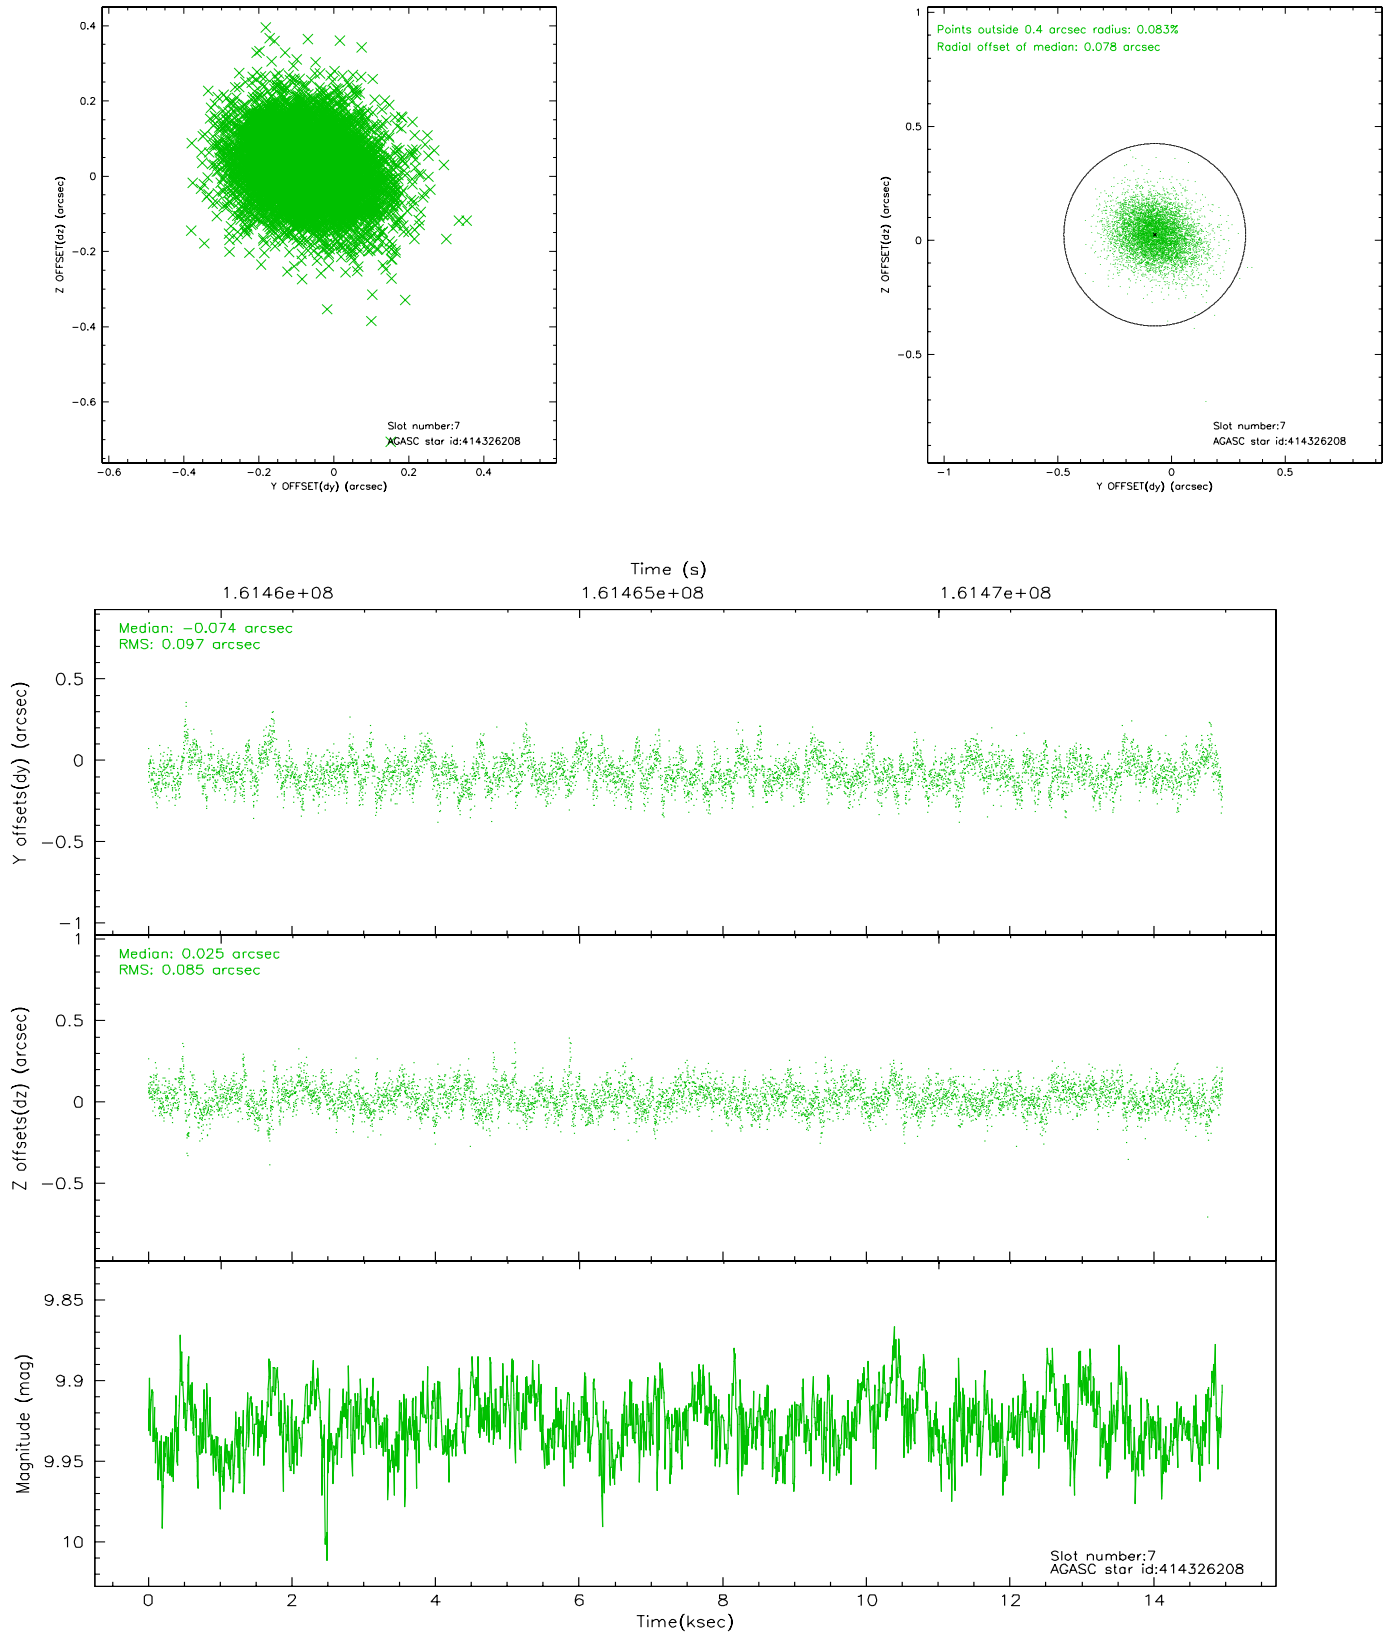 0.4
0.2
0
−0.2
−0.4
−0.6
Z OFFSET(dz) (arcsec)
Slot number:7
AGASC star id:414326208
−0.6 −0.4 −0.2 0 0.2 0.4
Y OFFSET(dy) (arcsec)
Points outside 0.4 arcsec radius: 0.083%
Radial offset of median: 0.078 arcsec
1
0.5
0
−0.5
Z OFFSET(dz) (arcsec)
Slot number:7
AGASC star id:414326208
−1 −0.5 0 0.5
Y OFFSET(dy) (arcsec)
Time (s)
1.6146e+08 1.61465e+08 1.6147e+08
Median: −0.074 arcsec
RMS: 0.097 arcsec
0.5
0
−0.5
−1
Y offsets(dy) (arcsec)
Median: 0.025 arcsec
RMS: 0.085 arcsec
1
0.5
0
−0.5
Z offsets(dz) (arcsec)
9.85
9.9
9.95
10
Magnitude (mag)
Slot number:7
AGASC star id:414326208
0 2 4 6 8 10 12 14
Time(ksec)